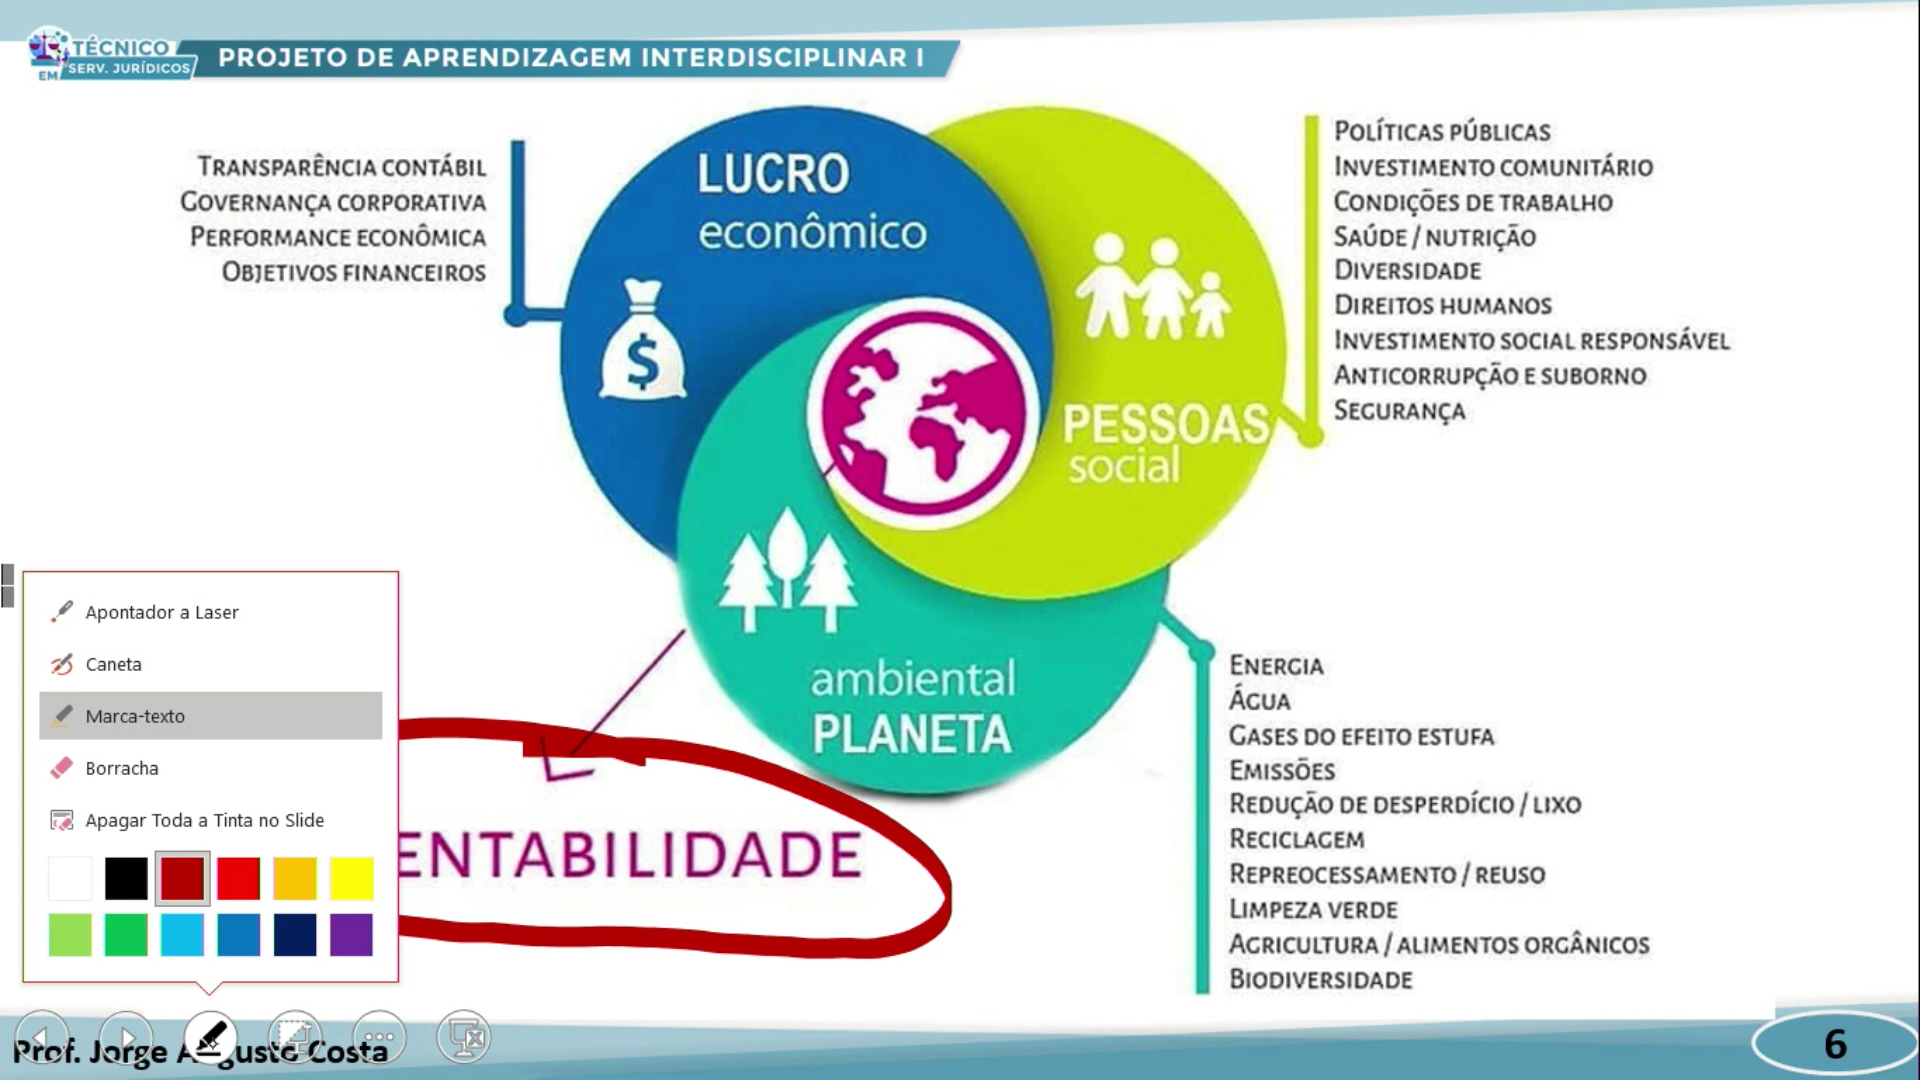 TÉCNICO
EM SERV. JURÍDICOS
PROJETO DE APRENDIZAGEM INTERDISCIPLINAR I
TRANSPARÊNCIA CONTÁBIL
GOVERNANÇA CORPORATIVA
PERFORMANCE ECONÔMICA
OBJETIVOS FINANCEIROS
LUCRO
econômico
$
PESSOAS
social
POLÍTICAS PÚBLICAS
INVESTIMENTO COMUNITÁRIO
CONDIÇÕES DE TRABALHO
SAÚDE / NUTRIÇÃO
DIVERSIDADE
DIREITOS HUMANOS
INVESTIMENTO SOCIAL RESPONSÁVEL
ANTICORRUPÇÃO E SUBORNO
SEGURANÇA
ambiental
PLANETA
ENERGIA
ÁGUA
GASES DO EFEITO ESTUFA
EMISSÕES
REDUÇÃO DE DESPERDÍCIO / LIXO
RECICLAGEM
REPREOCESSAMENTO / REUSO
LIMPEZA VERDE
AGRICULTURA / ALIMENTOS ORGÂNICOS
BIODIVERSIDADE
ENTABILIDADE
Apontador a Laser
Caneta
Marca-texto
Borracha
Apagar Toda a Tinta no Slide
Prof. Jorge Augusto Costa
6